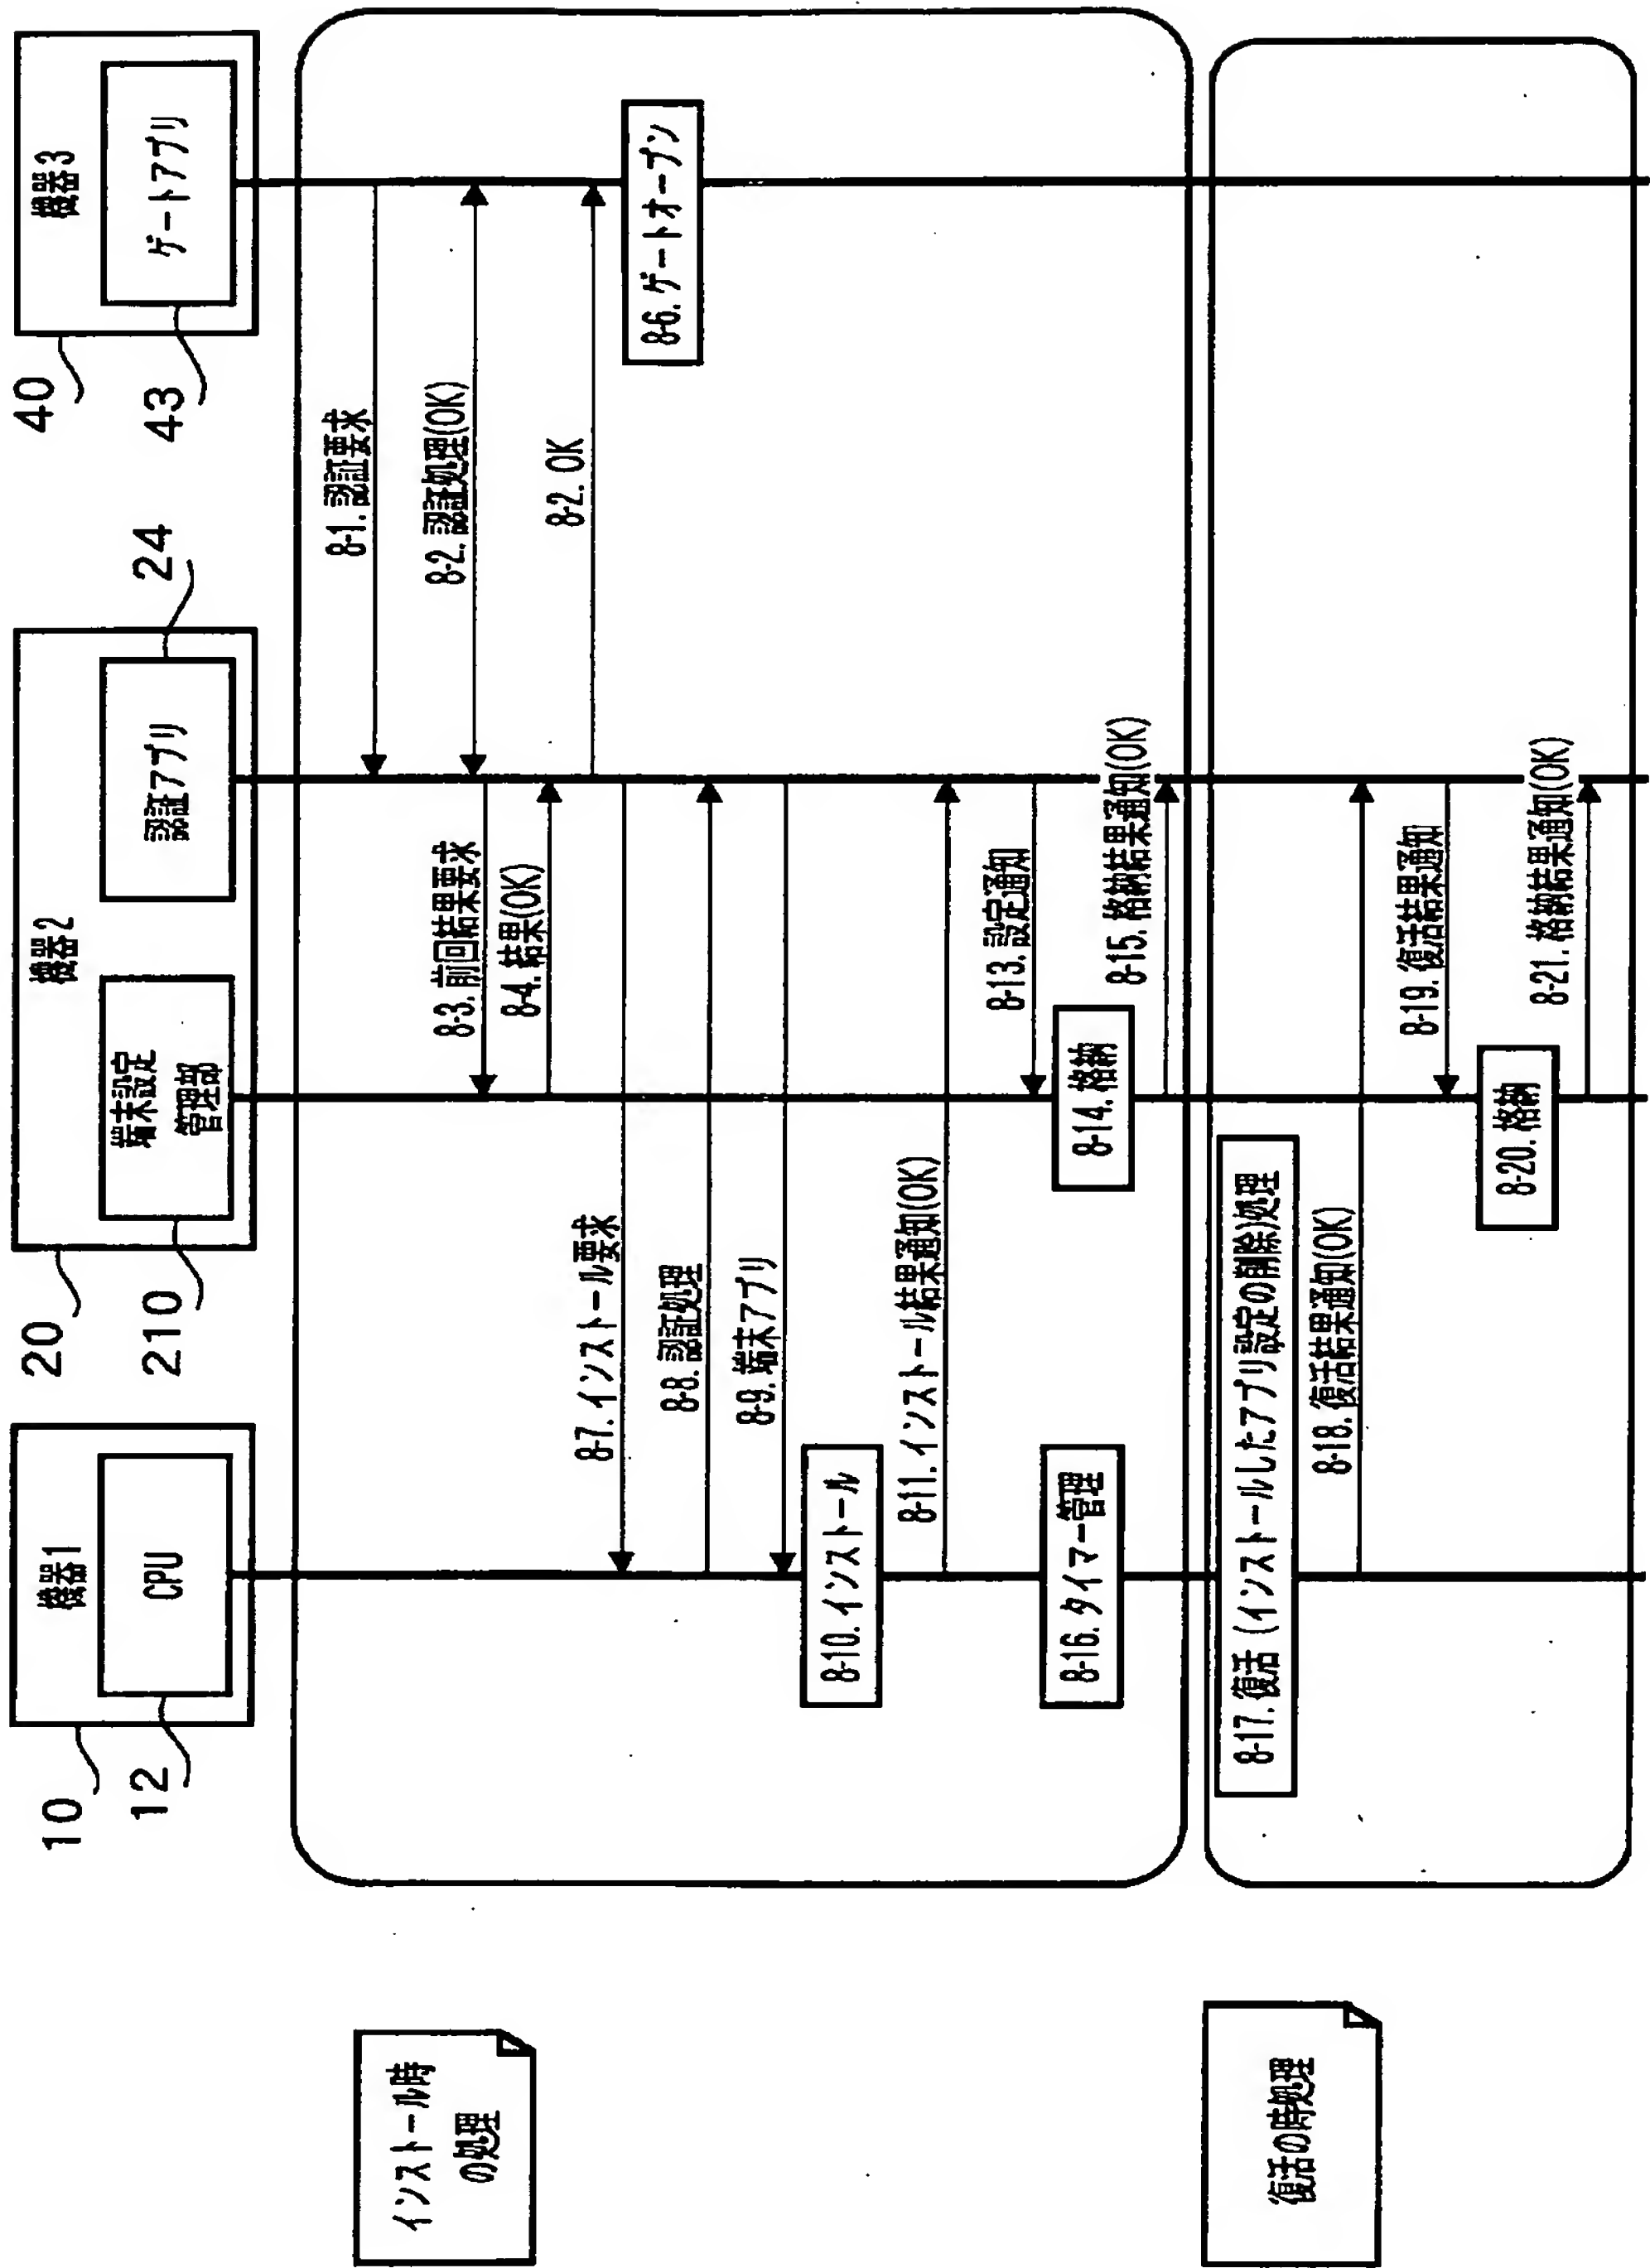 機器1
CPU
10
12
機器2
端末設定
管理部
認証アプリ
20
210
24
機器3
ゲートアプリ
40
43
インストール時
の処理
8-1. 認証要求
8-2. 認証処理(OK)
8-3. 前回結果要求
8-4. 結果(OK)
8-2. OK
8-6. ゲートオープン
8-7. インストール要求
8-8. 認証処理
8-9. 端末アプリ
8-10. インストール
8-11. インストール結果通知(OK)
8-13. 設定通知
8-14. 格納
8-15. 格納結果通知(OK)
8-16. タイマー管理
復活の時処理
8-17. 復活 (インストールしたアプリ設定の削除)処理
8-18. 復活結果通知(OK)
8-19. 復活結果通知
8-20. 格納
8-21. 格納結果通知(OK)